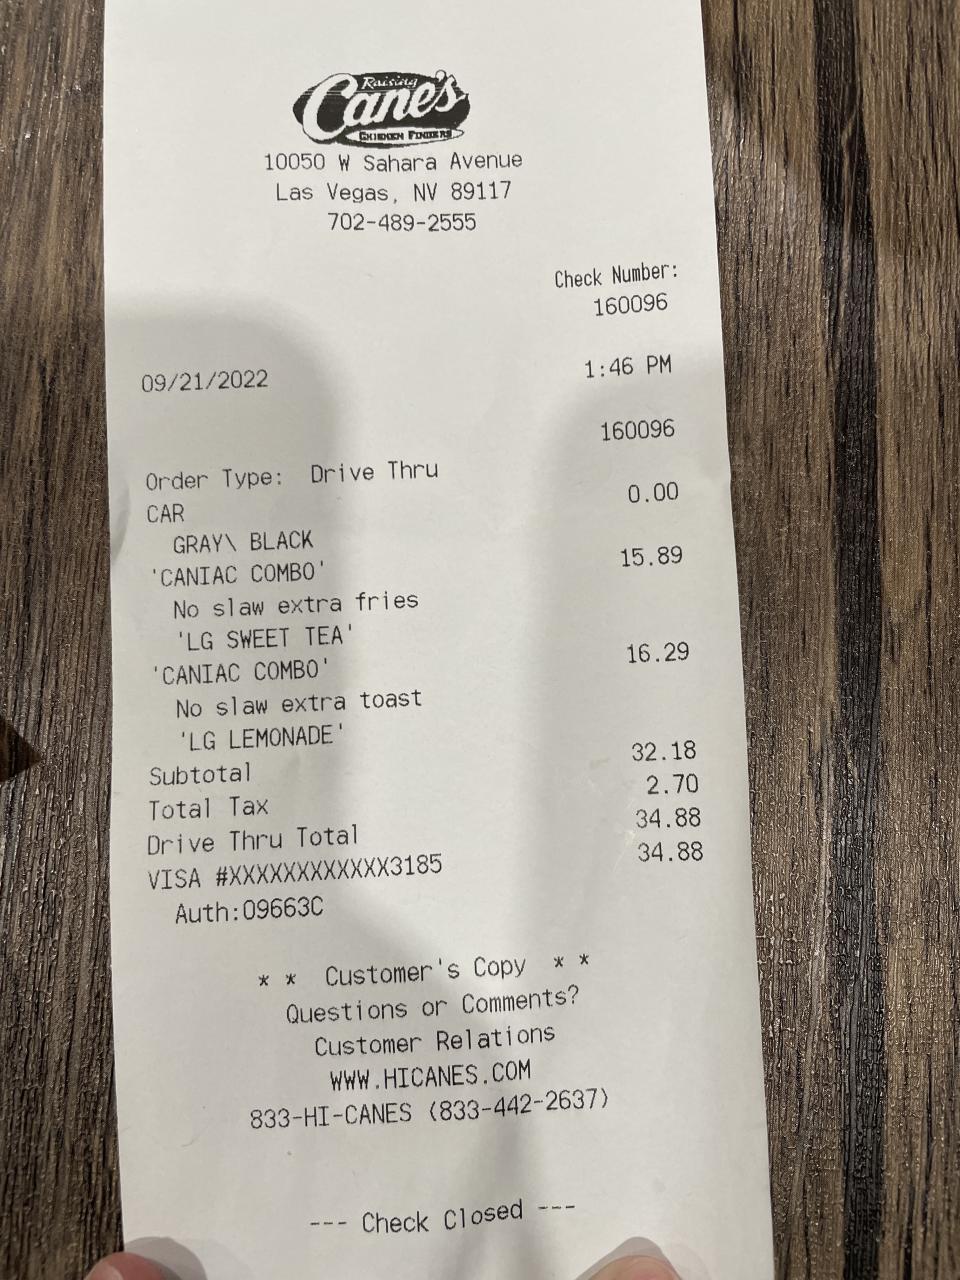 Raising
Cane's
CHICKEN FINGERS
10050 W Sahara Avenue
Las Vegas, NV 89117
702-489-2555
Check Number:
160096
09/21/2022 1:46 PM
160096
Order Type: Drive Thru
CAR 0.00
GRAY\ BLACK
'CANIAC COMBO' 15.89
No slaw extra fries
'LG SWEET TEA'
'CANIAC COMBO' 16.29
No slaw extra toast
'LG LEMONADE'
Subtotal 32.18
Total Tax 2.70
Drive Thru Total 34.88
VISA #XXXXXXXXXXXX3185 34.88
Auth:09663C
* * Customer's Copy * *
Questions or Comments?
Customer Relations
WWW.HICANES.COM
833-HI-CANES (833-442-2637)
--- Check Closed ---